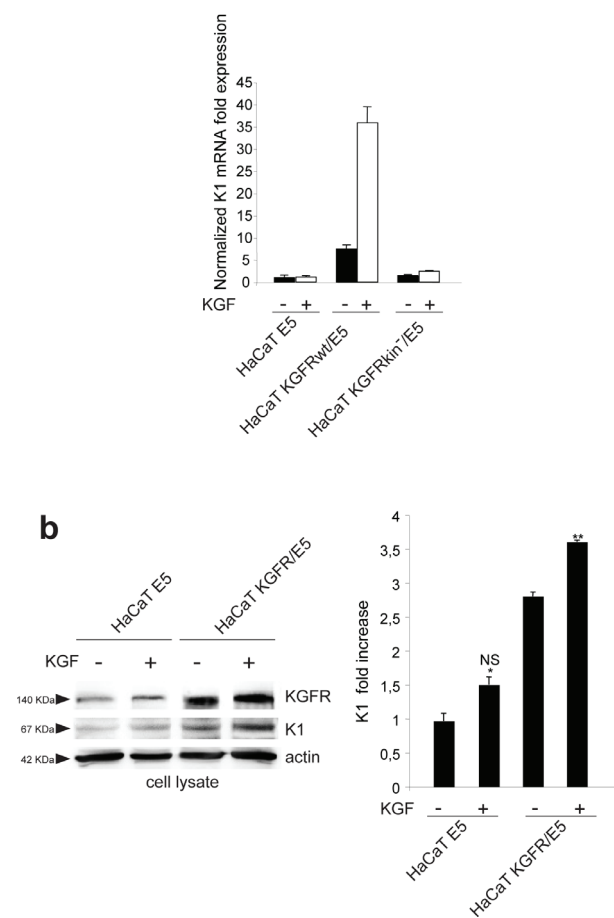 Normalized K1 mRNA fold expression
45
40
35
30
25
20
15
10
5
0
KGF - + - + - +
HaCaT E5
HaCaT KGFRwt/E5
HaCaT KGFRkin⁻/E5
b
HaCaT E5
HaCaT KGFR/E5
KGF - + - +
140 KDa KGFR
67 KDa K1
42 KDa actin
cell lysate
K1 fold increase
4
3,5
3
2,5
2
1,5
1
0,5
0
NS
*
**
KGF - + - +
HaCaT E5
HaCaT KGFR/E5